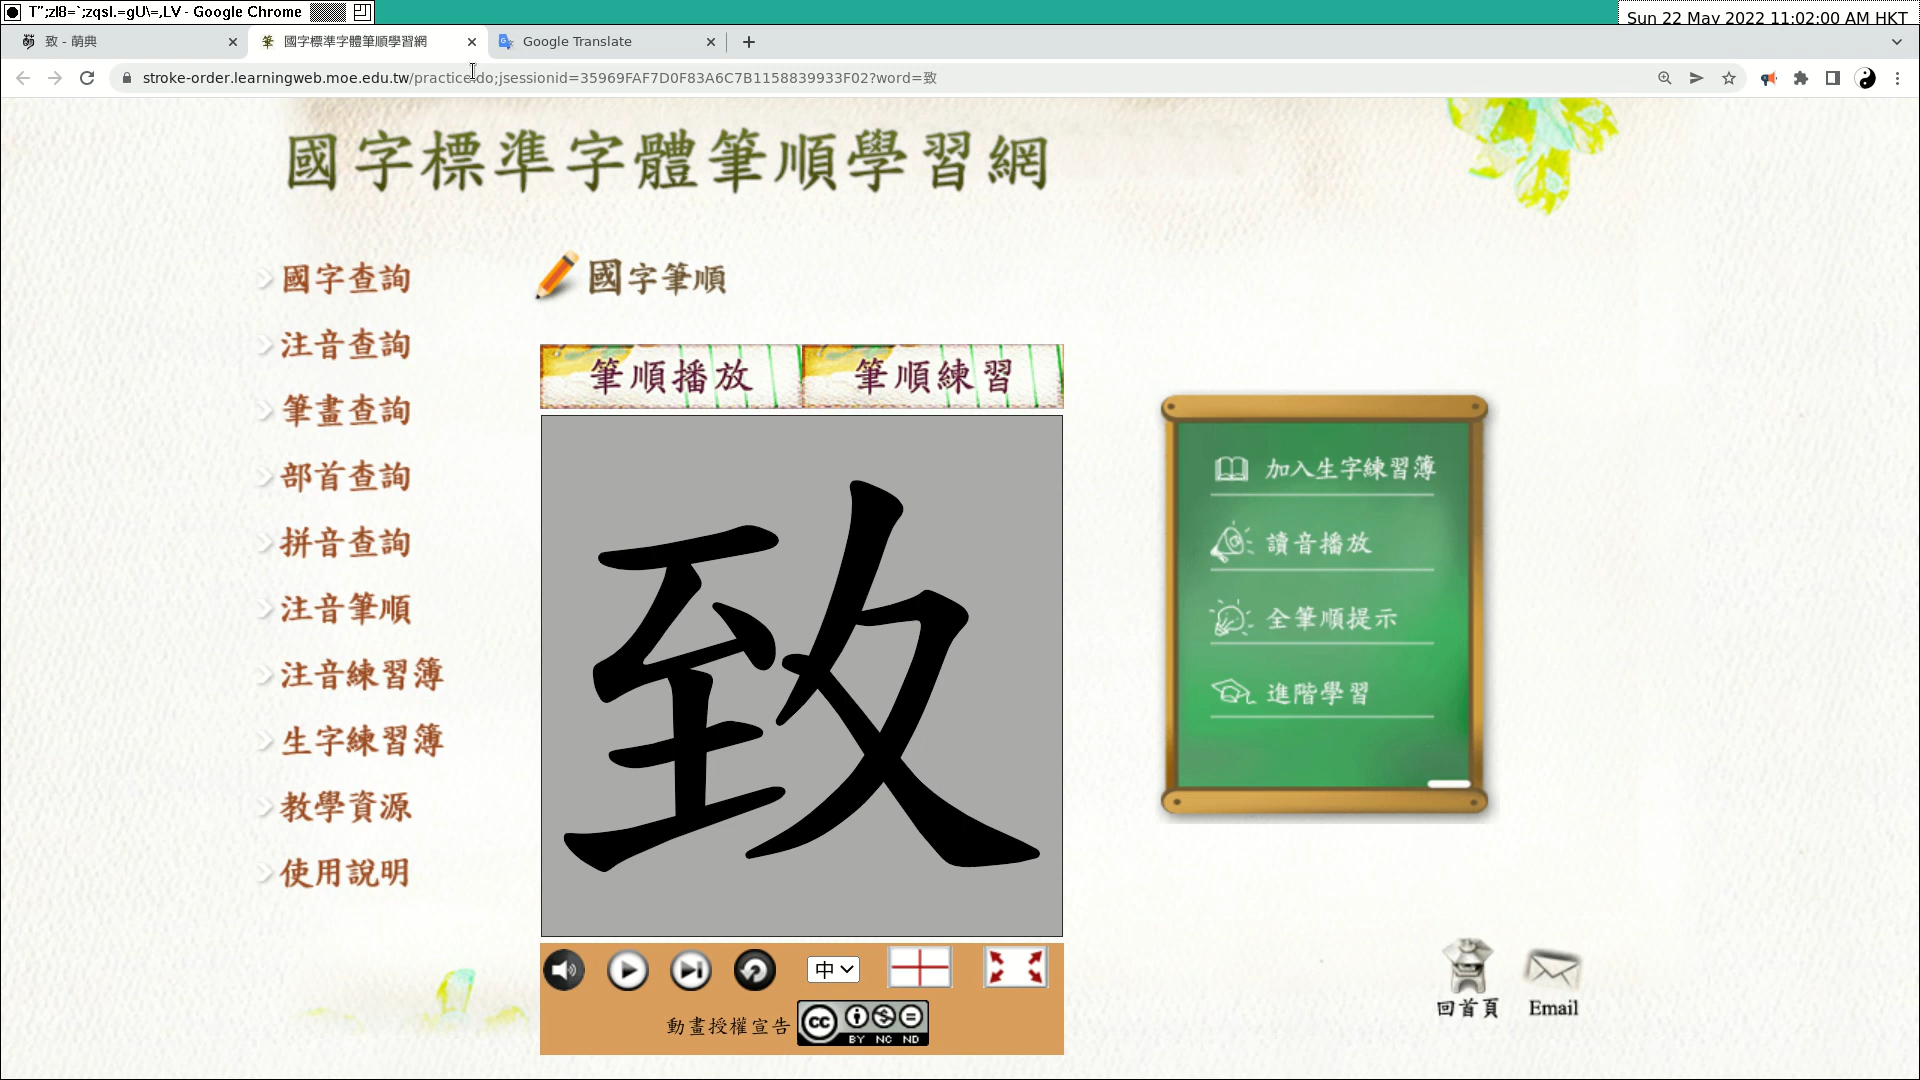 T";zl8=`;zqsl.=gU\=,LV - Google Chrome
Sun 22 May 2022 11:02:00 AM HKT
致 - 萌典
國字標準字體筆順學習網
Google Translate
stroke-order.learningweb.moe.edu.tw/practice.do;jsessionid=35969FAF7D0F83A6C7B1158839933F02?word=致
國字標準字體筆順學習網
國字查詢
注音查詢
筆畫查詢
部首查詢
拼音查詢
注音筆順
注音練習簿
生字練習簿
教學資源
使用說明
國字筆順
筆順播放
筆順練習
致
中
動畫授權宣告
cc
BY NC ND
加入生字練習簿
讀音播放
全筆順提示
進階學習
回首頁
Email